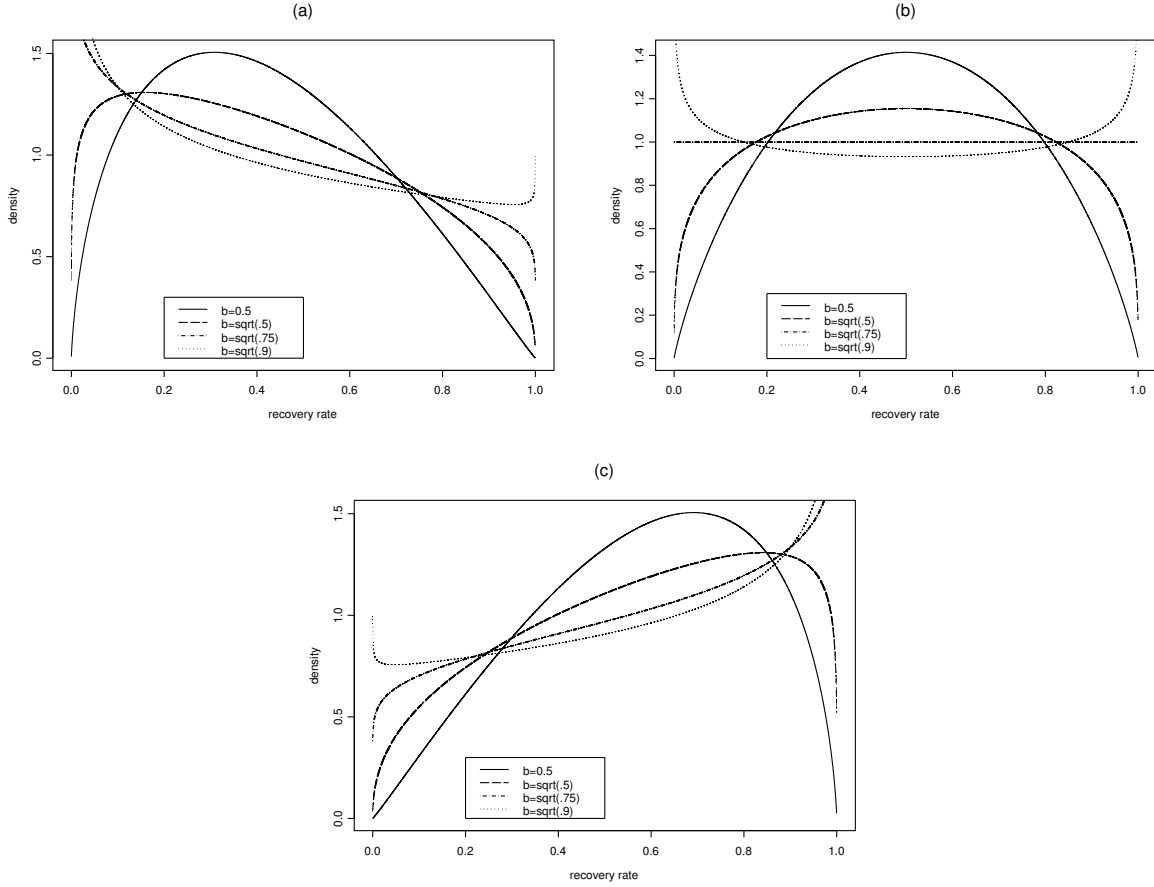 (a)
density
0.0 0.5 1.0 1.5
b=0.5
b=sqrt(.5)
b=sqrt(.75)
b=sqrt(.9)
0.0 0.2 0.4 0.6 0.8 1.0
recovery rate
(b)
density
0.0 0.2 0.4 0.6 0.8 1.0 1.2 1.4
b=0.5
b=sqrt(.5)
b=sqrt(.75)
b=sqrt(.9)
0.0 0.2 0.4 0.6 0.8 1.0
recovery rate
(c)
density
0.0 0.5 1.0 1.5
b=0.5
b=sqrt(.5)
b=sqrt(.75)
b=sqrt(.9)
0.0 0.2 0.4 0.6 0.8 1.0
recovery rate